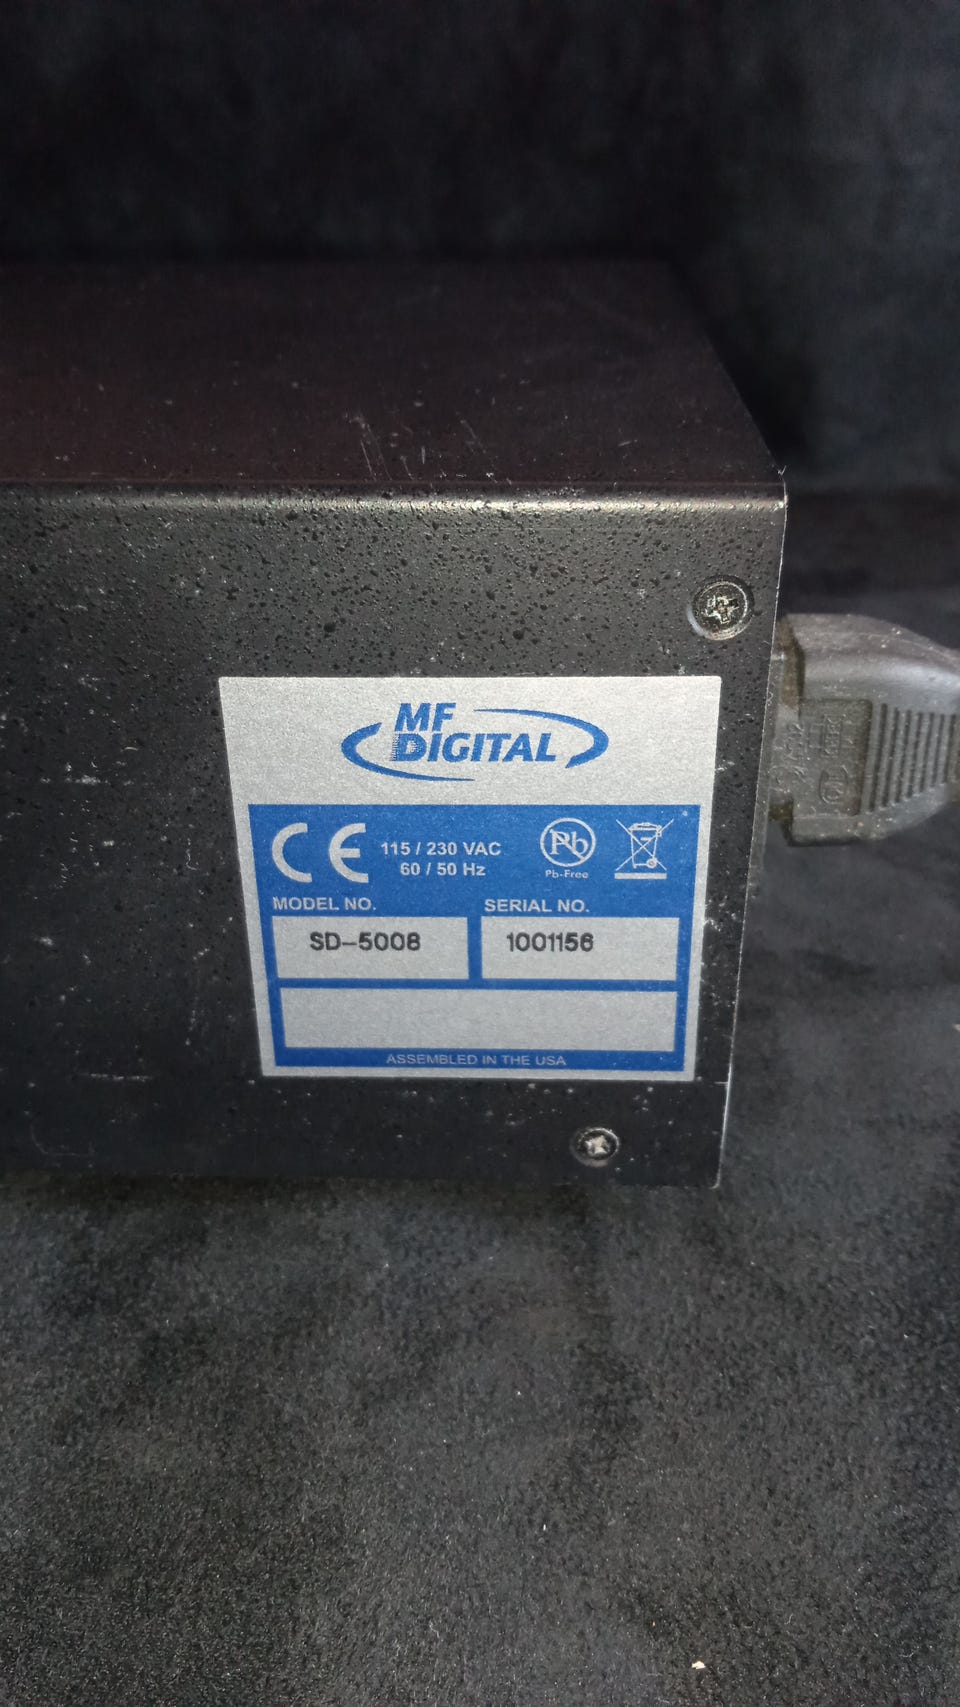 MF
DIGITAL
CE 115 / 230 VAC
60 / 50 Hz
Pb
Pb-Free
MODEL NO. SERIAL NO.
SD-5008 1001156
ASSEMBLED IN THE USA